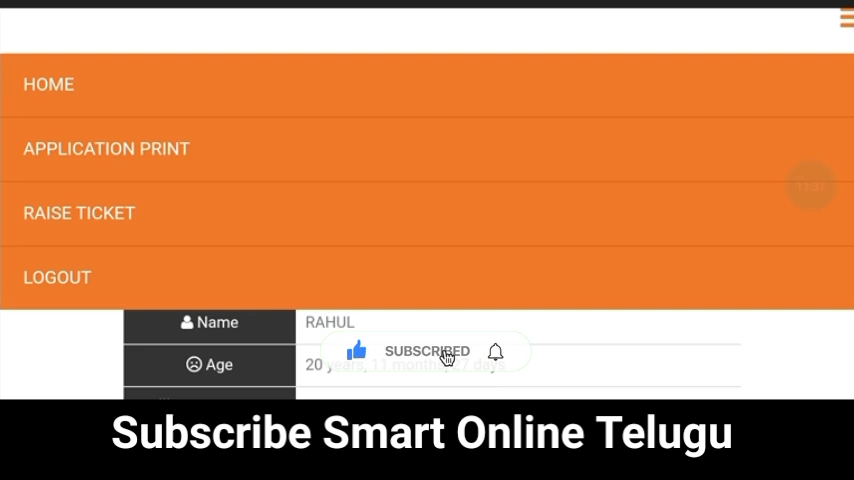 HOME
APPLICATION PRINT
RAISE TICKET
LOGOUT
Name RAHUL
SUBSCRIBED
Age 20 years, 11 months, 27 days
Subscribe Smart Online Telugu